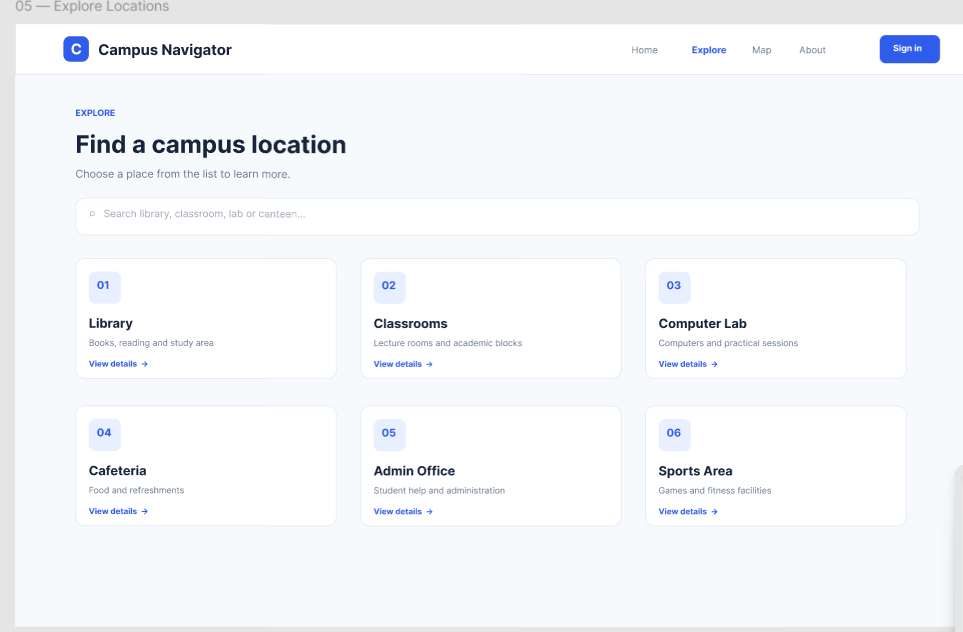 05 — Explore Locations
C Campus Navigator Home Explore Map About Sign in
EXPLORE
Find a campus location
Choose a place from the list to learn more.
Search library, classroom, lab or canteen...
01
Library
Books, reading and study area
View details →
02
Classrooms
Lecture rooms and academic blocks
View details →
03
Computer Lab
Computers and practical sessions
View details →
04
Cafeteria
Food and refreshments
View details →
05
Admin Office
Student help and administration
View details →
06
Sports Area
Games and fitness facilities
View details →